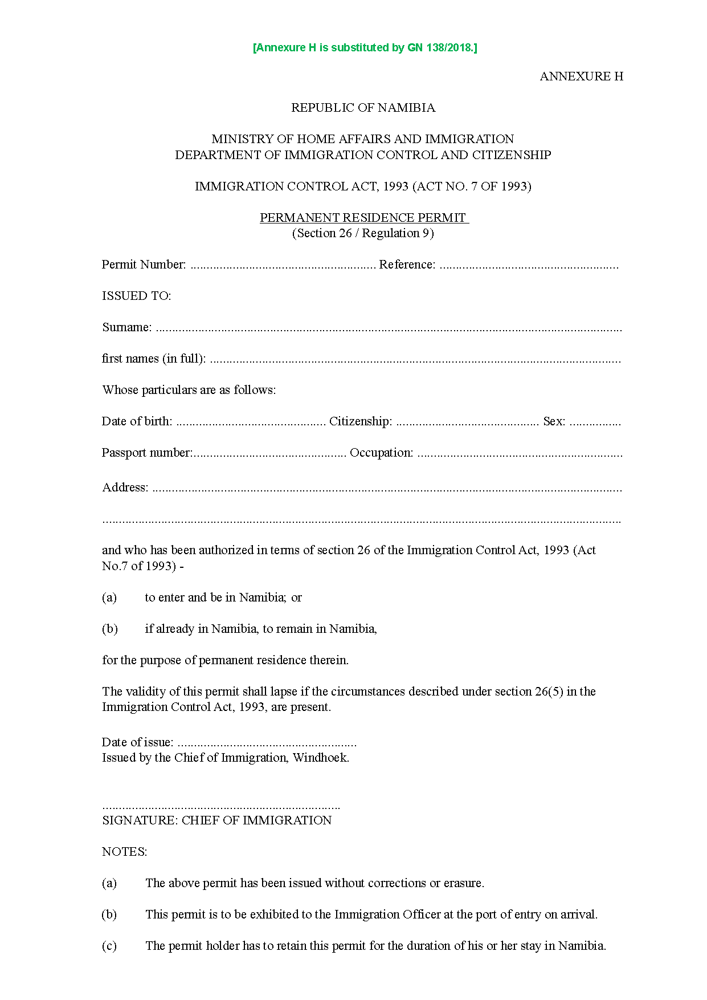 [Annexure H is substituted by GN 138/2018.]
ANNEXURE H
REPUBLIC OF NAMIBIA
MINISTRY OF HOME AFFAIRS AND IMMIGRATION
DEPARTMENT OF IMMIGRATION CONTROL AND CITIZENSHIP
IMMIGRATION CONTROL ACT, 1993 (ACT NO. 7 OF 1993)
PERMANENT RESIDENCE PERMIT
(Section 26 / Regulation 9)
Permit Number: ......................................................... Reference: .......................................................
ISSUED TO:
Surname: ...............................................................................................................................................
first names (in full): ..............................................................................................................................
Whose particulars are as follows:
Date of birth: .............................................. Citizenship: ............................................ Sex: ................
Passport number:............................................... Occupation: ...............................................................
Address: ................................................................................................................................................
...............................................................................................................................................................
and who has been authorized in terms of section 26 of the Immigration Control Act, 1993 (Act
No.7 of 1993) -
(a) to enter and be in Namibia; or
(b) if already in Namibia, to remain in Namibia,
for the purpose of permanent residence therein.
The validity of this permit shall lapse if the circumstances described under section 26(5) in the
Immigration Control Act, 1993, are present.
Date of issue: .......................................................
Issued by the Chief of Immigration, Windhoek.
.........................................................................
SIGNATURE: CHIEF OF IMMIGRATION
NOTES:
(a) The above permit has been issued without corrections or erasure.
(b) This permit is to be exhibited to the Immigration Officer at the port of entry on arrival.
(c) The permit holder has to retain this permit for the duration of his or her stay in Namibia.